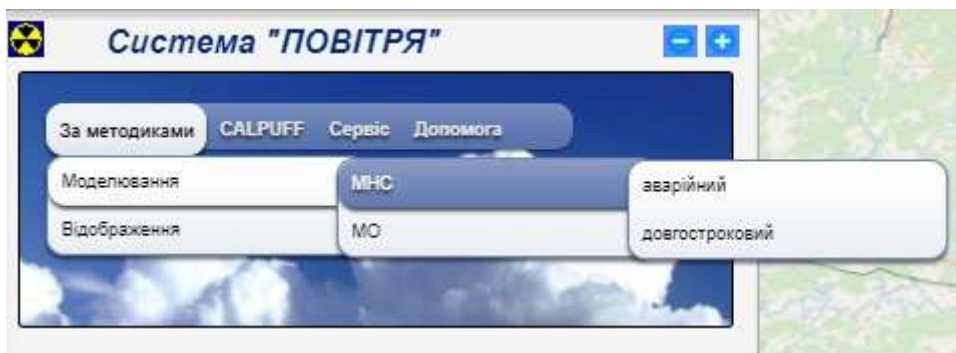 Система "ПОВІТРЯ"
За методиками CALPUFF Сервіс Допомога
Моделювання МНС аварійний
Відображення МО довгостроковий